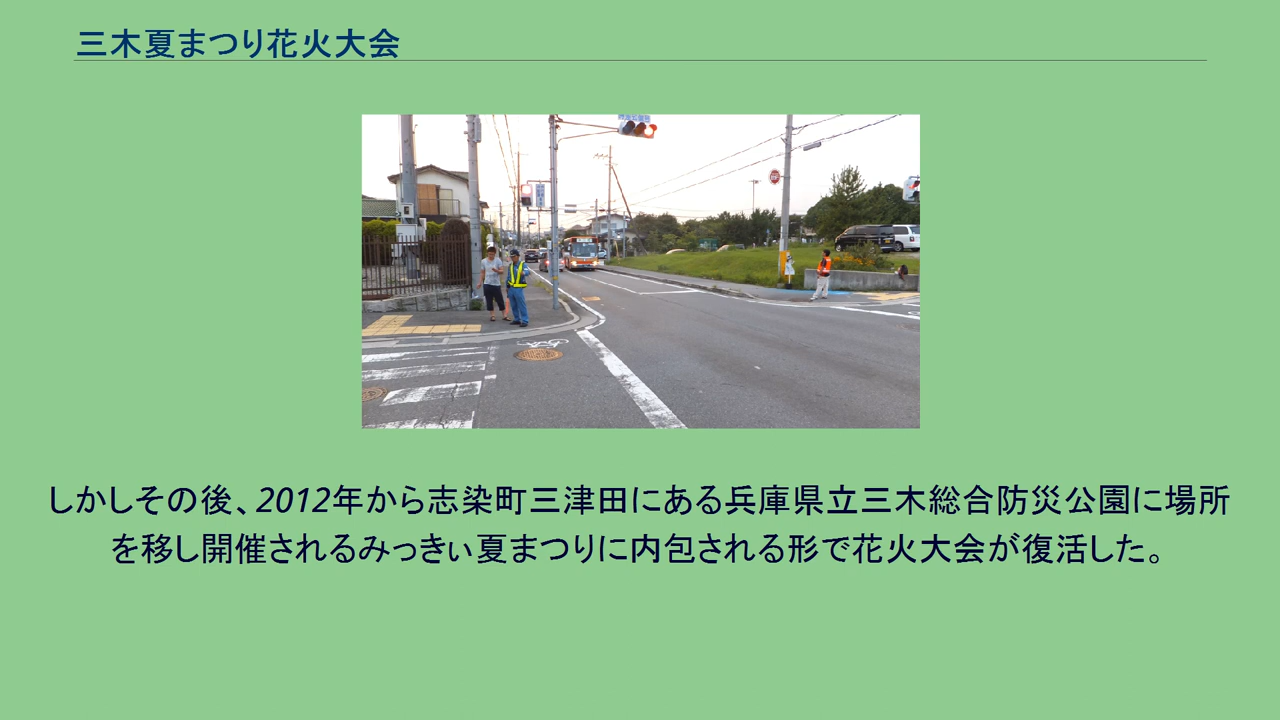 三木夏まつり花火大会
しかしその後、2012年から志染町三津田にある兵庫県立三木総合防災公園に場所
を移し開催されるみっきぃ夏まつりに内包される形で花火大会が復活した。